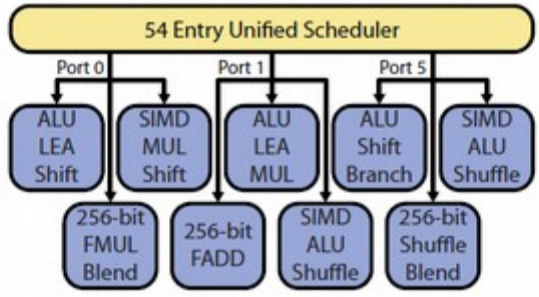 54 Entry Unified Scheduler
Port 0
Port 1
Port 5
ALU
LEA
Shift
SIMD
MUL
Shift
ALU
LEA
MUL
ALU
Shift
Branch
SIMD
ALU
Shuffle
256-bit
FMUL
Blend
256-bit
FADD
SIMD
ALU
Shuffle
256-bit
Shuffle
Blend